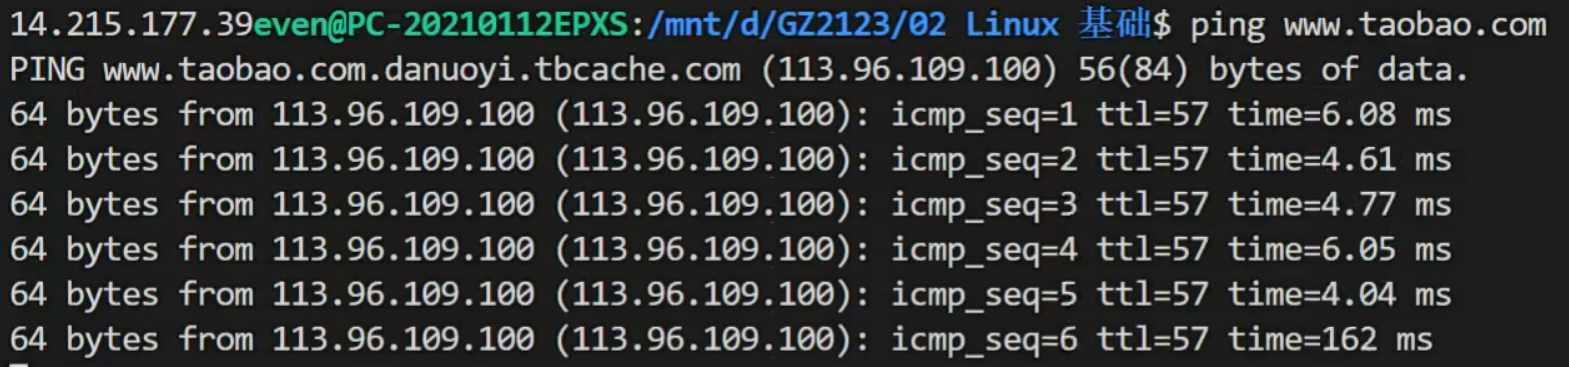 14.215.177.39even@PC-20210112EPXS:/mnt/d/GZ2123/02 Linux 基础$ ping www.taobao.com
PING www.taobao.com.danuoyi.tbcache.com (113.96.109.100) 56(84) bytes of data.
64 bytes from 113.96.109.100 (113.96.109.100): icmp_seq=1 ttl=57 time=6.08 ms
64 bytes from 113.96.109.100 (113.96.109.100): icmp_seq=2 ttl=57 time=4.61 ms
64 bytes from 113.96.109.100 (113.96.109.100): icmp_seq=3 ttl=57 time=4.77 ms
64 bytes from 113.96.109.100 (113.96.109.100): icmp_seq=4 ttl=57 time=6.05 ms
64 bytes from 113.96.109.100 (113.96.109.100): icmp_seq=5 ttl=57 time=4.04 ms
64 bytes from 113.96.109.100 (113.96.109.100): icmp_seq=6 ttl=57 time=162 ms